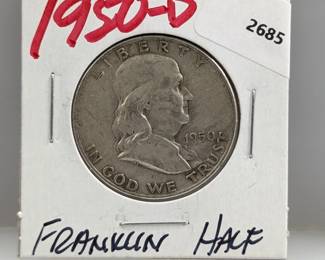 1950-D
2685
LIBERTY
1950
IN GOD WE TRUST
FRANKLIN HALF